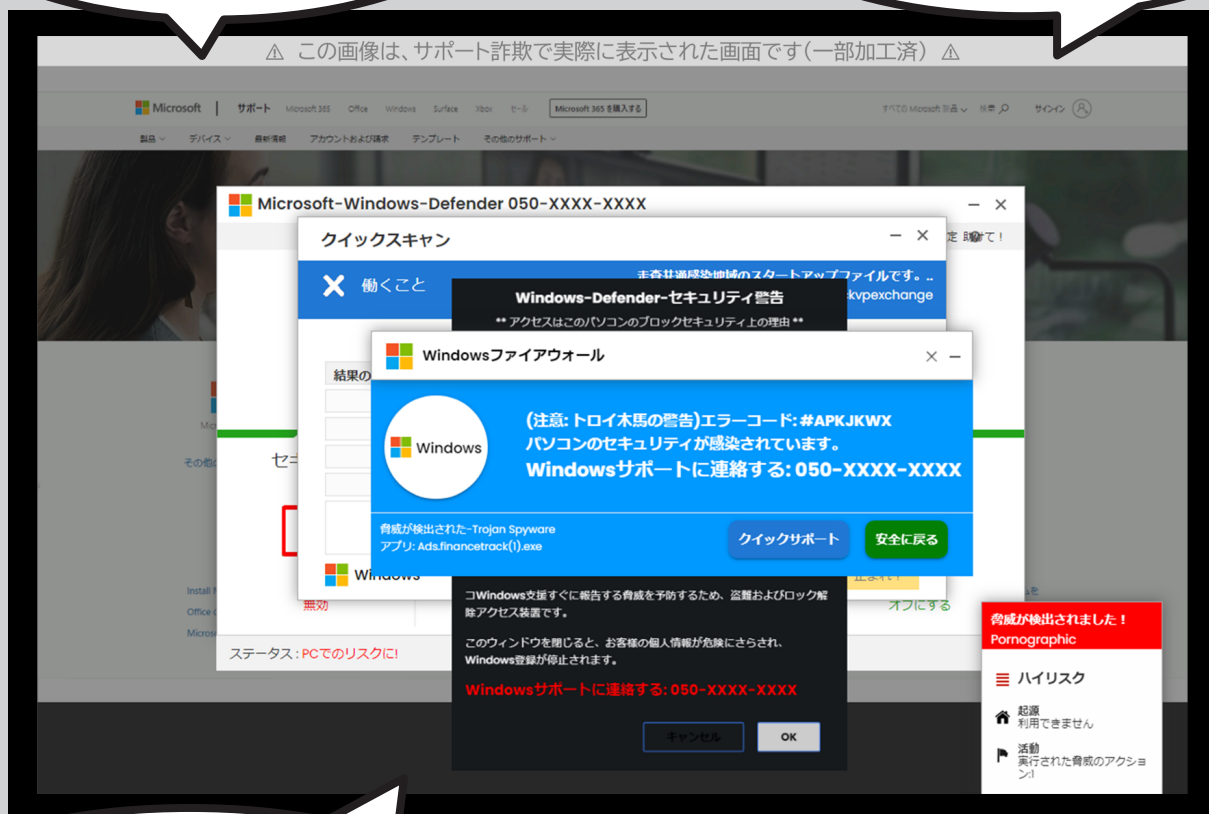 ⚠ この画像は、サポート詐欺で実際に表示された画面です(一部加工済) ⚠
Microsoft | サポート Microsoft 365 Office Windows Surface Xbox セール Microsoft 365 を購入する すべての Microsoft 製品 検索 サインイン
製品 デバイス 最新情報 アカウントおよび請求 テンプレート その他のサポート
Microsoft-Windows-Defender 050-XXXX-XXXX
クイックスキャン
働くこと
kvpexchange
Windows-Defender-セキュリティ警告
** アクセスはこのパソコンのブロックセキュリティ上の理由 **
Windowsファイアウォール
結果の
Windows
(注意: トロイ木馬の警告)エラーコード: #APKJKWX
パソコンのセキュリティが感染されています。
Windowsサポートに連絡する: 050-XXXX-XXXX
脅威が検出された-Trojan Spyware
アプリ: Ads.financetrack(1).exe
クイックサポート
安全に戻る
Windows
無効
オフにする
コWindows支援すぐに報告する脅威を予防するため、盗難およびロック解
除アクセス装置です。
このウィンドウを閉じると、お客様の個人情報が危険にさらされ、
Windows登録が停止されます。
Windowsサポートに連絡する: 050-XXXX-XXXX
キャンセル
OK
ステータス: PCでのリスクに!
脅威が検出されました!
Pornographic
ハイリスク
起源
利用できません
活動
実行された脅威のアクショ
ン:1